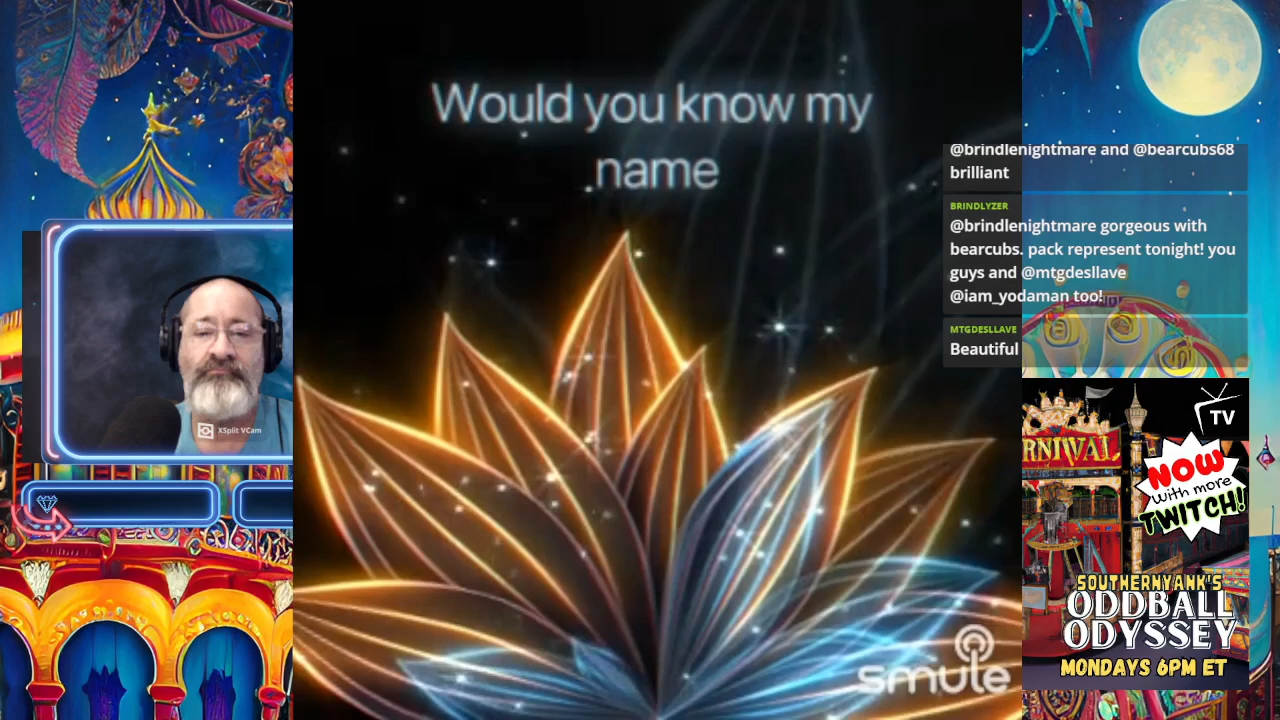 Would you know my
name
@brindlenightmare and @bearcubs68
brilliant
BRINDLYZER
@brindlenightmare gorgeous with
bearcubs. pack represent tonight! you
guys and @mtgdesllave
@iam_yodaman too!
MTGDESLLAVE
Beautiful
XSplit VCam
TV
RNIVAL
NOW
with more
TWITCH!
SOUTHERNYANK'S
ODDBALL
ODYSSEY
MONDAYS 6PM ET
smule